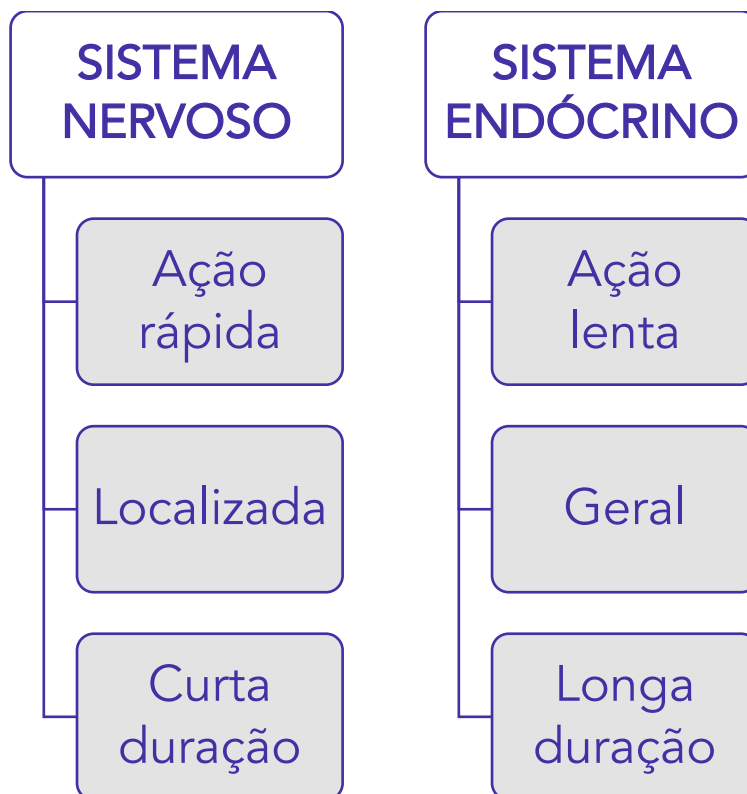 SISTEMA
NERVOSO
Ação
rápida
Localizada
Curta
duração
SISTEMA
ENDÓCRINO
Ação
lenta
Geral
Longa
duração